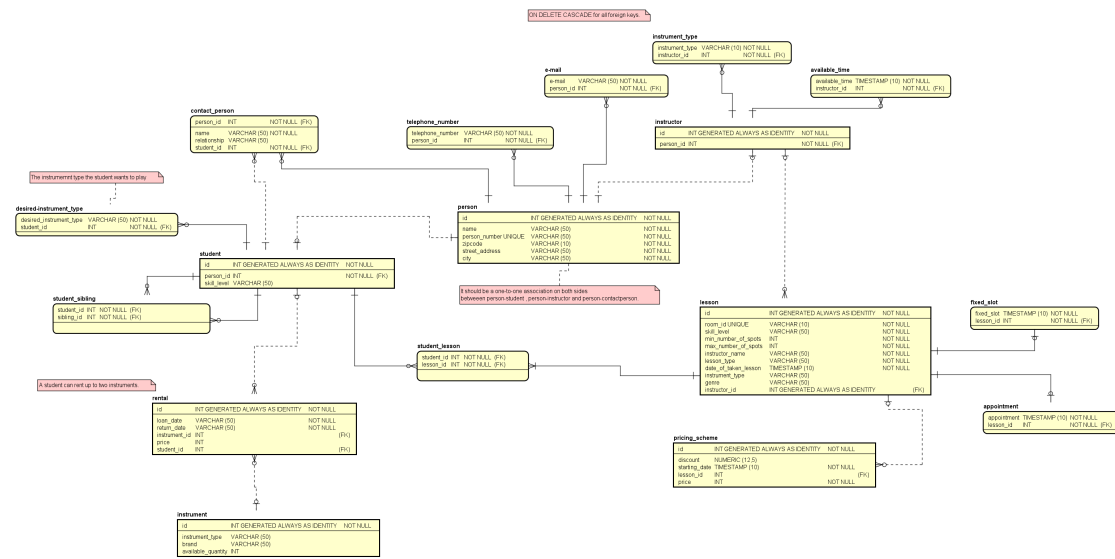 ON DELETE CASCADE for all foreign keys.
instrument_type
instrument_type VARCHAR (10) NOT NULL
instructor_id INT NOT NULL (FK)
e-mail
e-mail VARCHAR (50) NOT NULL
person_id INT NOT NULL (FK)
available_time
available_time TIMESTAMP (10) NOT NULL
instructor_id INT NOT NULL (FK)
contact_person
person_id INT NOT NULL (FK)
name VARCHAR (50) NOT NULL
relationship VARCHAR (50)
student_id INT NOT NULL (FK)
telephone_number
telephone_number VARCHAR (50) NOT NULL
person_id INT NOT NULL (FK)
instructor
id INT GENERATED ALWAYS AS IDENTITY NOT NULL
person_id INT NOT NULL (FK)
The instrumemnt type the student wants to play.
desired-instrument_type
desired_instrument_type VARCHAR (50) NOT NULL
student_id INT NOT NULL (FK)
person
id INT GENERATED ALWAYS AS IDENTITY NOT NULL
name VARCHAR (50) NOT NULL
person_number UNIQUE VARCHAR (50) NOT NULL
zipcode VARCHAR (10) NOT NULL
street_address VARCHAR (50) NOT NULL
city VARCHAR (50) NOT NULL
student
id INT GENERATED ALWAYS AS IDENTITY NOT NULL
person_id INT NOT NULL (FK)
skill_level VARCHAR (50)
It should be a one-to-one association on both sides
betweeen person-student , person-instructor and person-contactperson.
student_sibling
student_id INT NOT NULL (FK)
sibling_id INT NOT NULL (FK)
lesson
id INT GENERATED ALWAYS AS IDENTITY NOT NULL
room_id UNIQUE VARCHAR (10) NOT NULL
skill_level VARCHAR (50) NOT NULL
min_number_of_spots INT NOT NULL
max_number_of_spots INT NOT NULL
instructor_name VARCHAR (50) NOT NULL
lesson_type VARCHAR (50) NOT NULL
date_of_taken_lesson TIMESTAMP (10) NOT NULL
instrument_type VARCHAR (50)
genre VARCHAR (50)
instructor_id INT GENERATED ALWAYS AS IDENTITY (FK)
fixed_slot
fixed_slot TIMESTAMP (10) NOT NULL
lesson_id INT NOT NULL (FK)
student_lesson
student_id INT NOT NULL (FK)
lesson_id INT NOT NULL (FK)
A student can rent up to two instruments.
rental
id INT GENERATED ALWAYS AS IDENTITY NOT NULL
loan_date VARCHAR (50) NOT NULL
return_date VARCHAR (50) NOT NULL
instrument_id INT (FK)
price INT
student_id INT (FK)
appointment
appointment TIMESTAMP (10) NOT NULL
lesson_id INT NOT NULL (FK)
pricing_scheme
id INT GENERATED ALWAYS AS IDENTITY NOT NULL
discount NUMERIC (12,5)
starting_date TIMESTAMP (10) NOT NULL
lesson_id INT (FK)
price INT NOT NULL
instrument
id INT GENERATED ALWAYS AS IDENTITY NOT NULL
instrument_type VARCHAR (50)
brand VARCHAR (50)
available_quantity INT